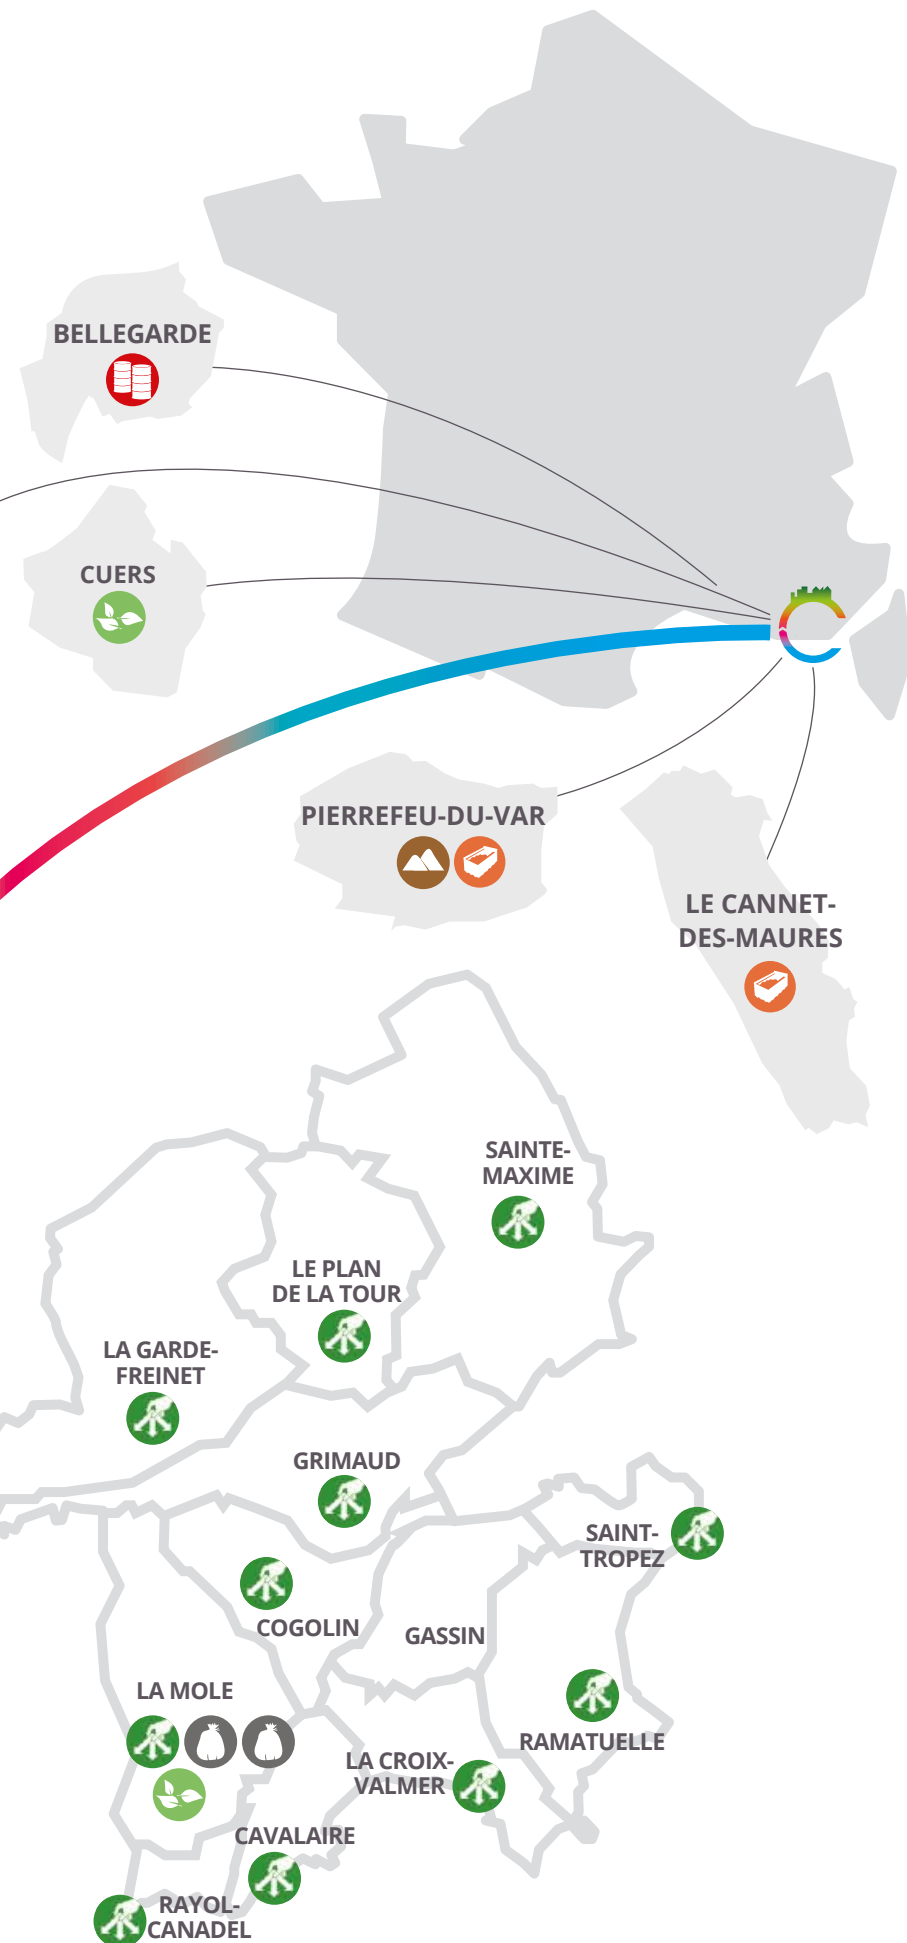 BELLEGARDE
CUERS
PIERREFEU-DU-VAR
LE CANNET-
DES-MAURES
SAINTE-
MAXIME
LE PLAN
DE LA TOUR
LA GARDE-
FREINET
GRIMAUD
SAINT-
TROPEZ
COGOLIN
GASSIN
LA MOLE
RAMATUELLE
LA CROIX-
VALMER
CAVALAIRE
RAYOL-
CANADEL